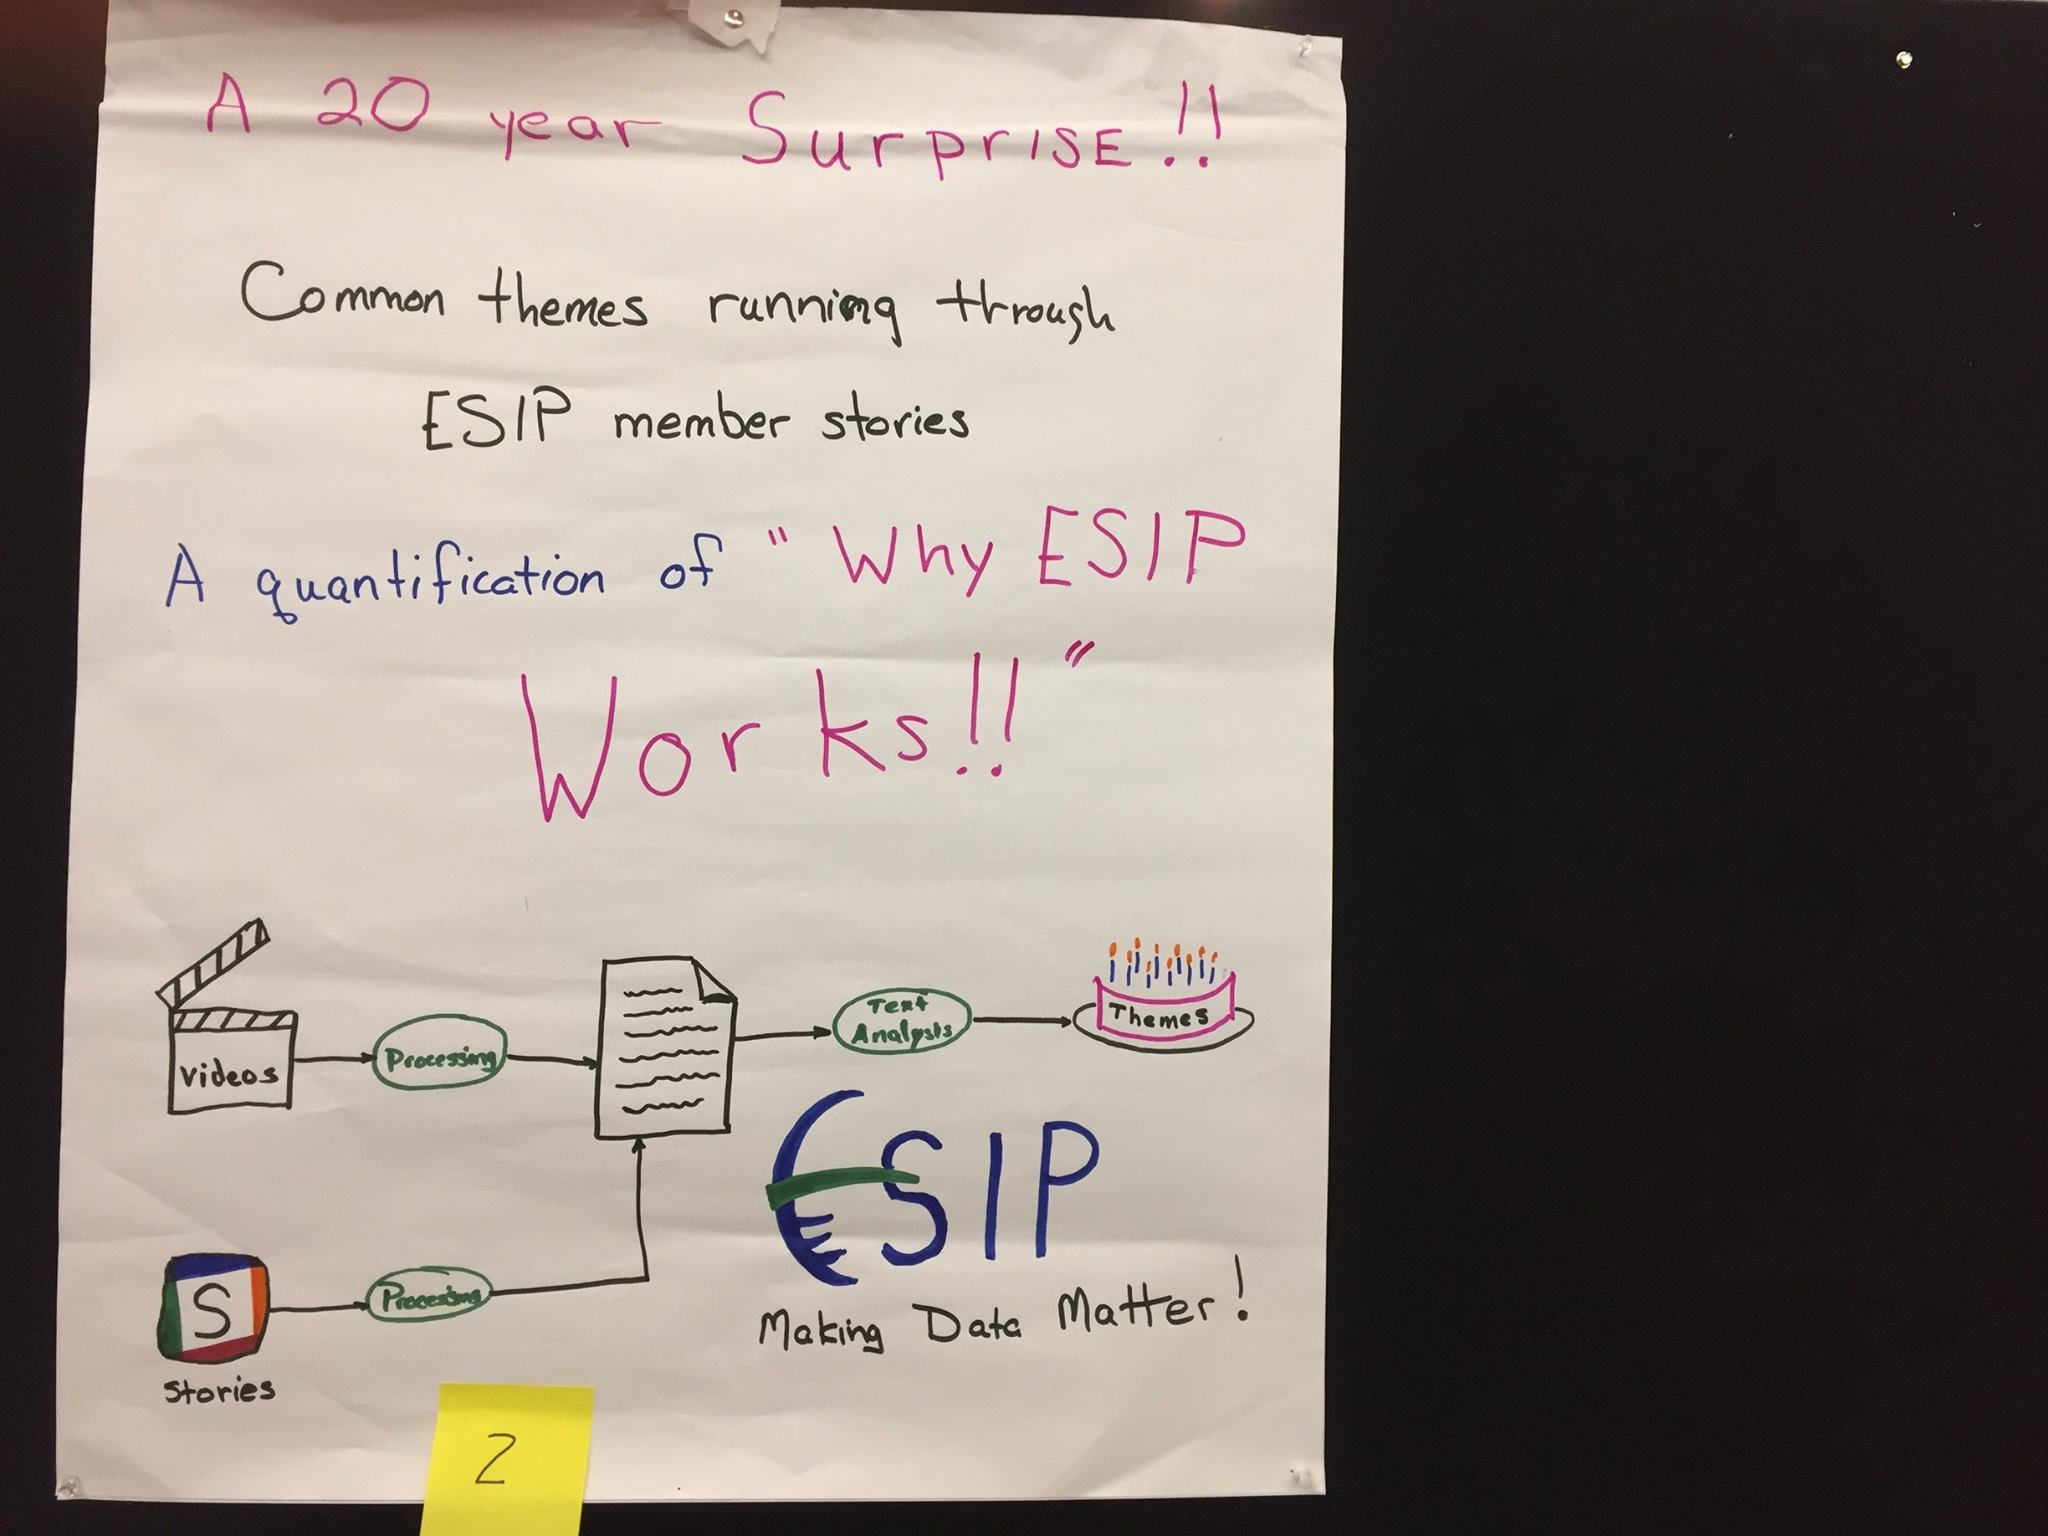 A 20 year Surprise!!
Common themes running through
ESIP member stories
A quantification of "Why ESIP
Works!!"
Videos
Processing
Text
Analysts
Themes
ESIP
Making Data Matter!
S
Processing
Stories
2